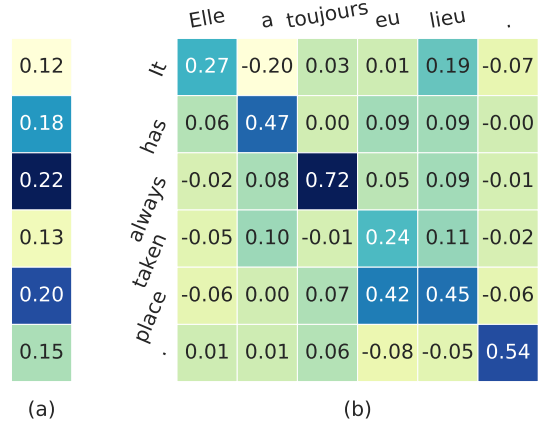 Elle a toujours eu lieu .
0.12 It 0.27 -0.20 0.03 0.01 0.19 -0.07
0.18 has 0.06 0.47 0.00 0.09 0.09 -0.00
0.22 always -0.02 0.08 0.72 0.05 0.09 -0.01
0.13 taken -0.05 0.10 -0.01 0.24 0.11 -0.02
0.20 place -0.06 0.00 0.07 0.42 0.45 -0.06
0.15 . 0.01 0.01 0.06 -0.08 -0.05 0.54
(a) (b)